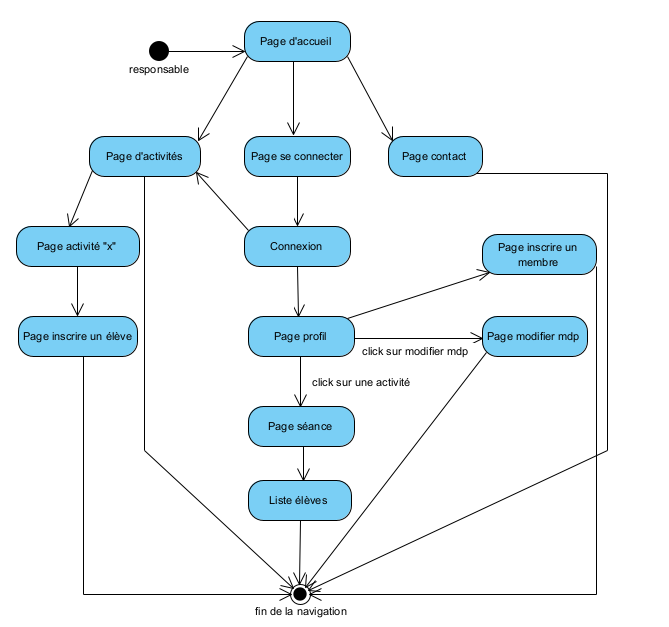 Page d'accueil
responsable
Page d'activités
Page se connecter
Page contact
Page activité "x"
Connexion
Page inscrire un
membre
Page inscrire un élève
Page profil
Page modifier mdp
click sur modifier mdp
click sur une activité
Page séance
Liste élèves
fin de la navigation